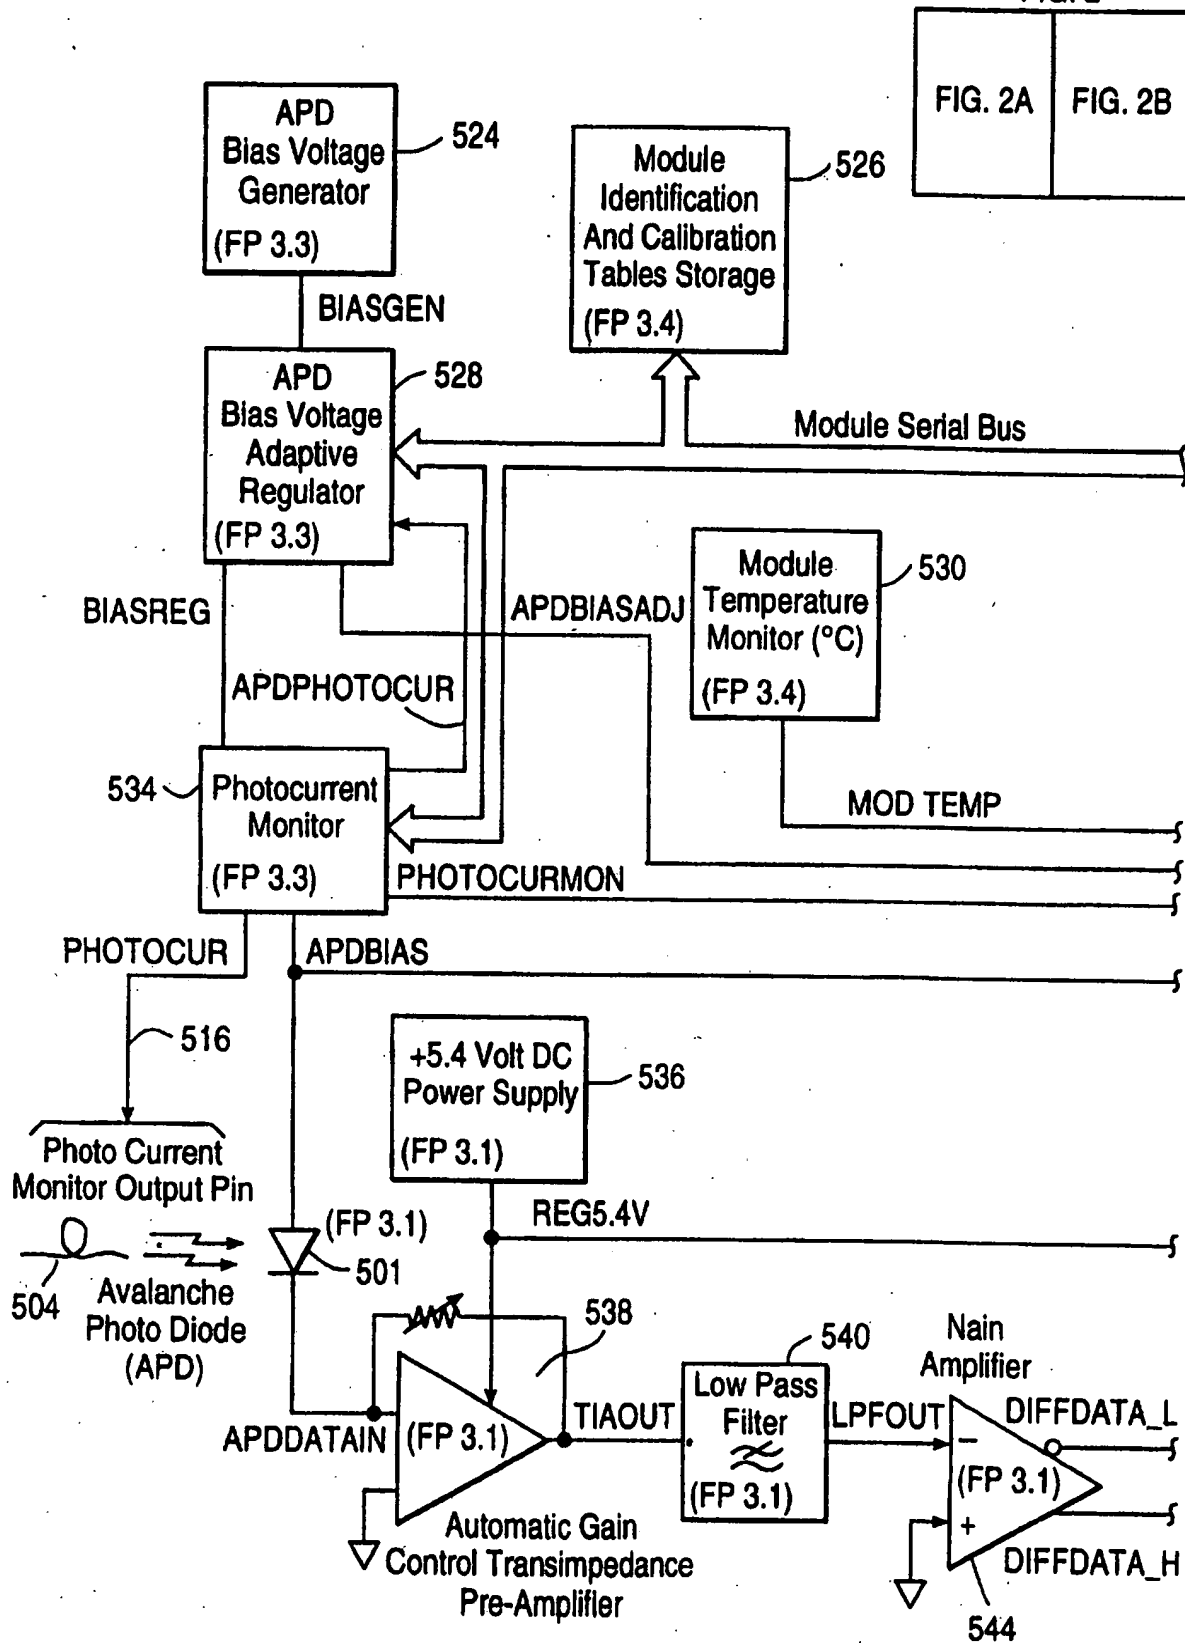 FIG. 2A
FIG. 2B
APD
Bias Voltage
Generator
(FP 3.3)
524
Module
Identification
And Calibration
Tables Storage
(FP 3.4)
526
BIASGEN
APD
Bias Voltage
Adaptive
Regulator
(FP 3.3)
528
Module Serial Bus
BIASREG
APDBIASADJ
Module
Temperature
Monitor (°C)
(FP 3.4)
530
APDPHOTOCUR
534
Photocurrent
Monitor
(FP 3.3)
MOD TEMP
PHOTOCURMON
PHOTOCUR
APDBIAS
516
+5.4 Volt DC
Power Supply
(FP 3.1)
536
Photo Current
Monitor Output Pin
REG5.4V
(FP 3.1)
501
504
Avalanche
Photo Diode
(APD)
538
540
Nain
Amplifier
Low Pass
Filter
(FP 3.1)
APDDATAIN
(FP 3.1)
TIAOUT
LPFOUT
DIFFDATA_L
−
(FP 3.1)
+
DIFFDATA_H
Automatic Gain
Control Transimpedance
Pre-Amplifier
544